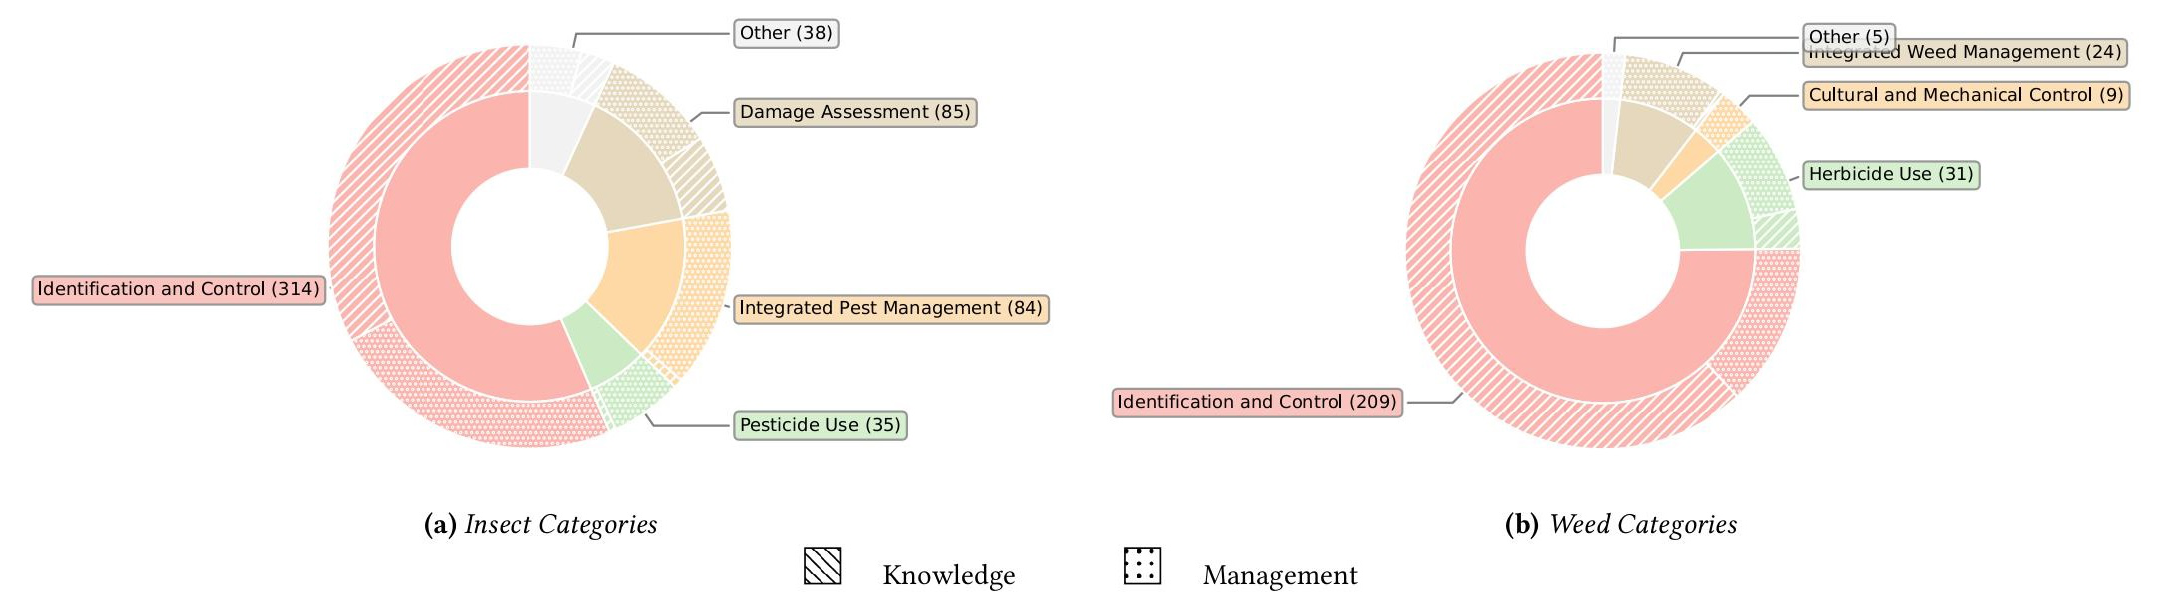 Other (38)
Damage Assessment (85)
Integrated Pest Management (84)
Pesticide Use (35)
Identification and Control (314)
Other (5)
Integrated Weed Management (24)
Cultural and Mechanical Control (9)
Herbicide Use (31)
Identification and Control (209)
(a) Insect Categories
(b) Weed Categories
Knowledge
Management